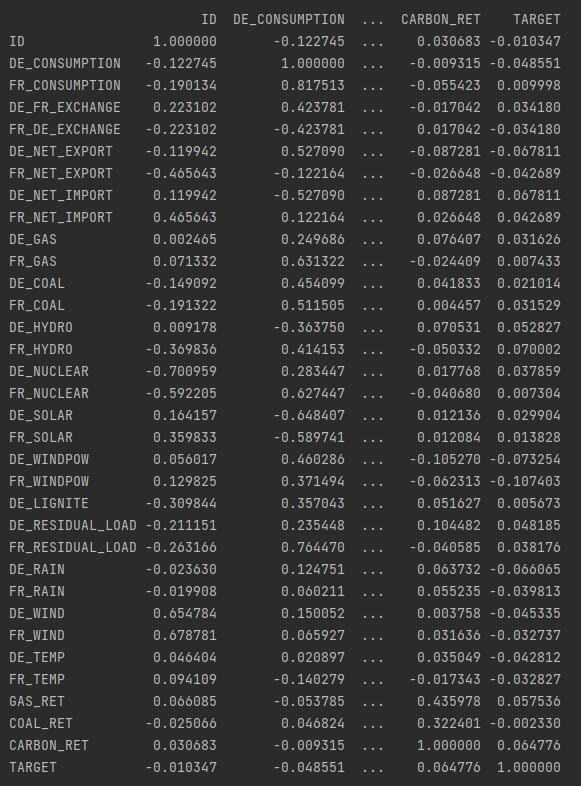 ID DE_CONSUMPTION ... CARBON_RET TARGET
ID 1.000000 -0.122745 ... 0.030683 -0.010347
DE_CONSUMPTION -0.122745 1.000000 ... -0.009315 -0.048551
FR_CONSUMPTION -0.190134 0.817513 ... -0.055423 0.009998
DE_FR_EXCHANGE 0.223102 0.423781 ... -0.017042 0.034180
FR_DE_EXCHANGE -0.223102 -0.423781 ... 0.017042 -0.034180
DE_NET_EXPORT -0.119942 0.527090 ... -0.087281 -0.067811
FR_NET_EXPORT -0.465643 -0.122164 ... -0.026648 -0.042689
DE_NET_IMPORT 0.119942 -0.527090 ... 0.087281 0.067811
FR_NET_IMPORT 0.465643 0.122164 ... 0.026648 0.042689
DE_GAS 0.002465 0.249686 ... 0.076407 0.031626
FR_GAS 0.071332 0.631322 ... -0.024409 0.007433
DE_COAL -0.149092 0.454099 ... 0.041833 0.021014
FR_COAL -0.191322 0.511505 ... 0.004457 0.031529
DE_HYDRO 0.009178 -0.363750 ... 0.070531 0.052827
FR_HYDRO -0.369836 0.414153 ... -0.050332 0.070002
DE_NUCLEAR -0.700959 0.283447 ... 0.017768 0.037859
FR_NUCLEAR -0.592205 0.627447 ... -0.040680 0.007304
DE_SOLAR 0.164157 -0.648407 ... 0.012136 0.029904
FR_SOLAR 0.359833 -0.589741 ... 0.012084 0.013828
DE_WINDPOW 0.056017 0.460286 ... -0.105270 -0.073254
FR_WINDPOW 0.129825 0.371494 ... -0.062313 -0.107403
DE_LIGNITE -0.309844 0.357043 ... 0.051627 0.005673
DE_RESIDUAL_LOAD -0.211151 0.235448 ... 0.104482 0.048185
FR_RESIDUAL_LOAD -0.263166 0.764470 ... -0.040585 0.038176
DE_RAIN -0.023630 0.124751 ... 0.063732 -0.066065
FR_RAIN -0.019908 0.060211 ... 0.055235 -0.039813
DE_WIND 0.654784 0.150052 ... 0.003758 -0.045335
FR_WIND 0.678781 0.065927 ... 0.031636 -0.032737
DE_TEMP 0.046404 0.020897 ... 0.035049 -0.042812
FR_TEMP 0.094109 -0.140279 ... -0.017343 -0.032827
GAS_RET 0.066085 -0.053785 ... 0.435978 0.057536
COAL_RET -0.025066 0.046824 ... 0.322401 -0.002330
CARBON_RET 0.030683 -0.009315 ... 1.000000 0.064776
TARGET -0.010347 -0.048551 ... 0.064776 1.000000